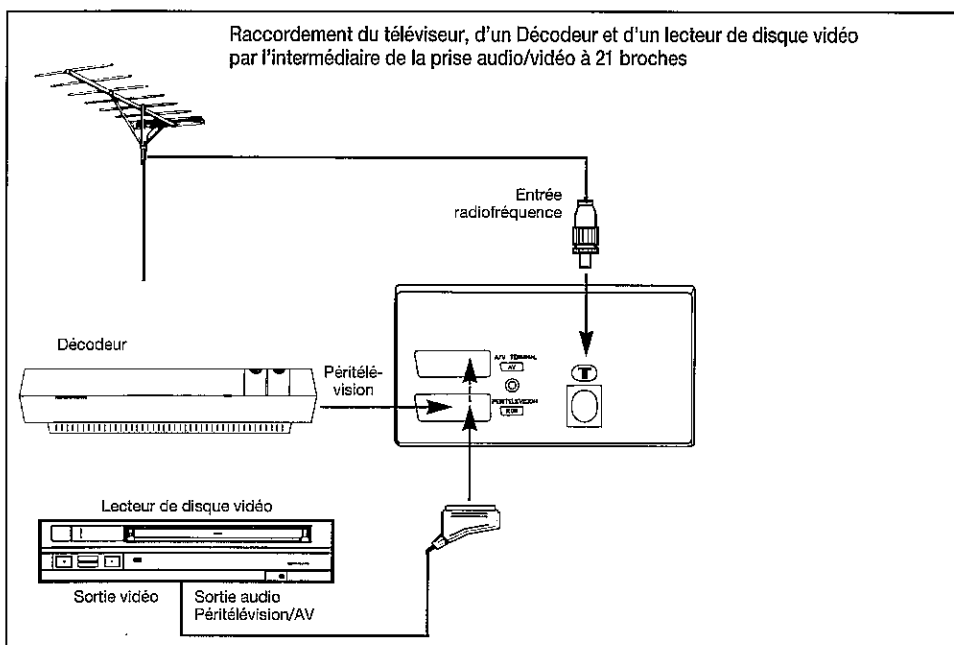 Raccordement du téléviseur, d'un Décodeur et d'un lecteur de disque vidéo
par l'intermédiaire de la prise audio/vidéo à 21 broches
Entrée
radiofréquence
Décodeur
Péritélé-
vision
A/V TERMINAL
AV
PERITELEVISION
Lecteur de disque vidéo
Sortie vidéo
Sortie audio
Péritélévision/AV